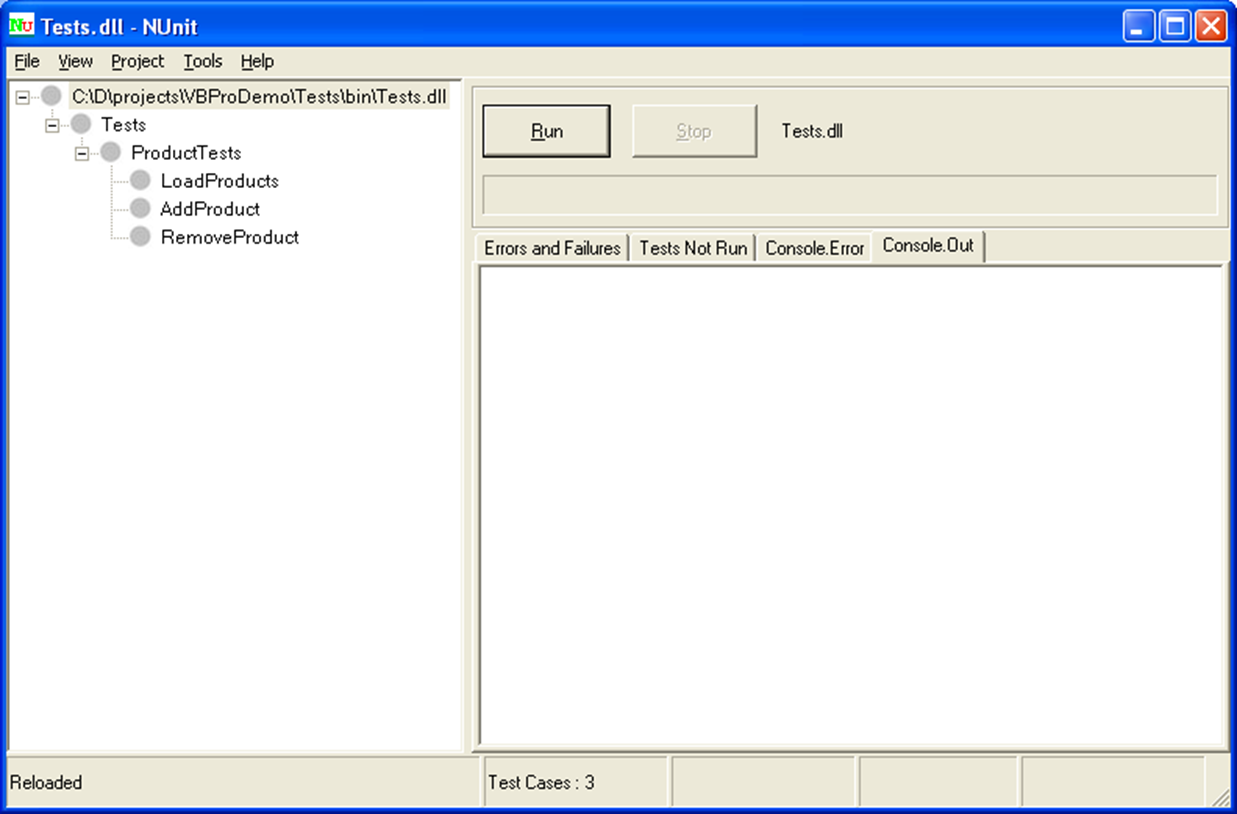 NU Tests.dll - NUnit
File View Project Tools Help
C:\D\projects\VBProDemo\Tests\bin\Tests.dll
Tests
ProductTests
LoadProducts
AddProduct
RemoveProduct
Run Stop Tests.dll
Errors and Failures Tests Not Run Console.Error Console.Out
Reloaded Test Cases : 3